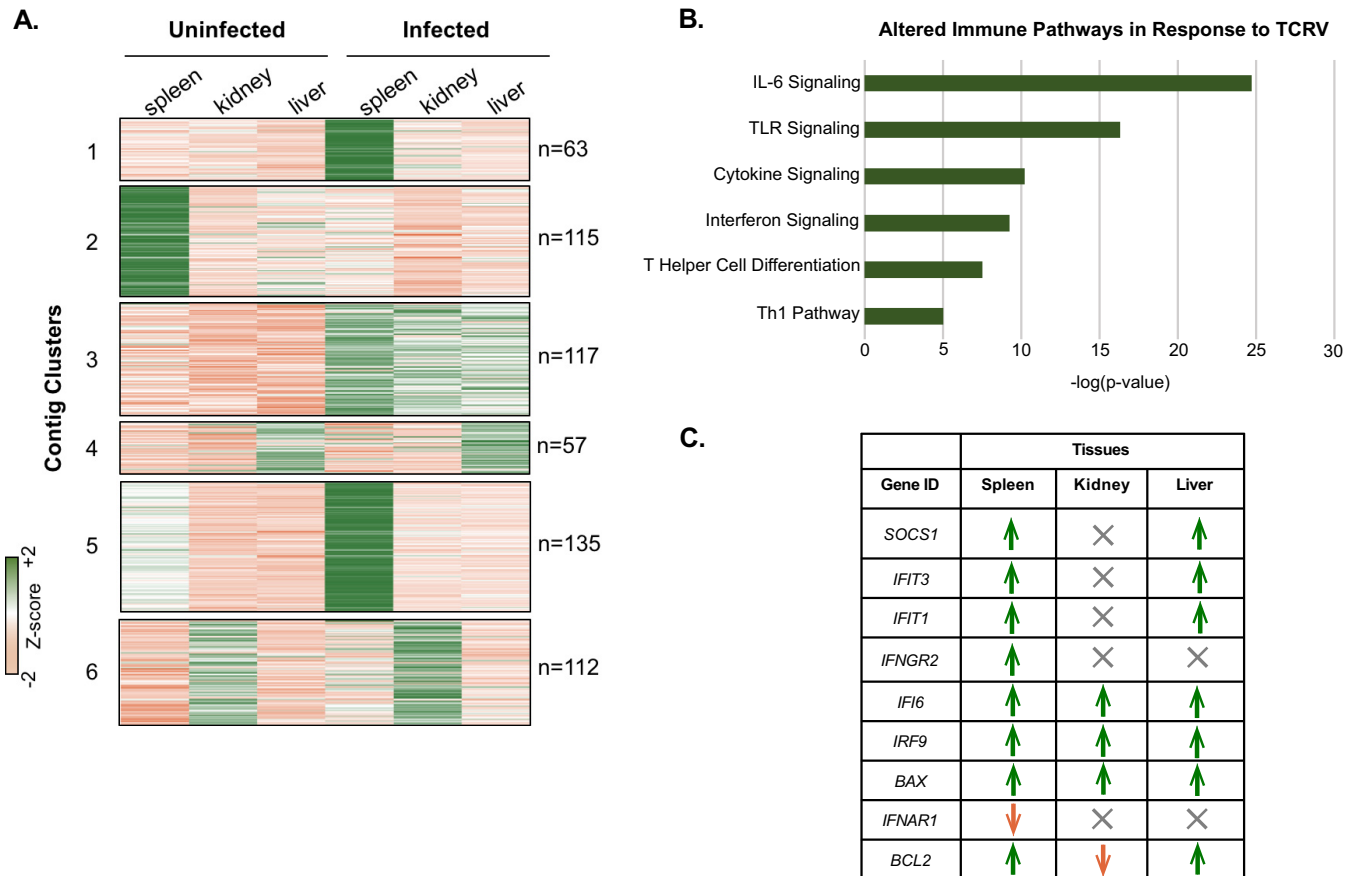 A.
Uninfected Infected
spleen kidney liver spleen kidney liver
Contig Clusters
1 n=63
2 n=115
3 n=117
4 n=57
5 n=135
6 n=112
+2
Z-score
-2
B.
Altered Immune Pathways in Response to TCRV
IL-6 Signaling
TLR Signaling
Cytokine Signaling
Interferon Signaling
T Helper Cell Differentiation
Th1 Pathway
0 5 10 15 20 25 30
-log(p-value)
C.
Tissues
Gene ID Spleen Kidney Liver
SOCS1
IFIT3
IFIT1
IFNGR2
IFI6
IRF9
BAX
IFNAR1
BCL2